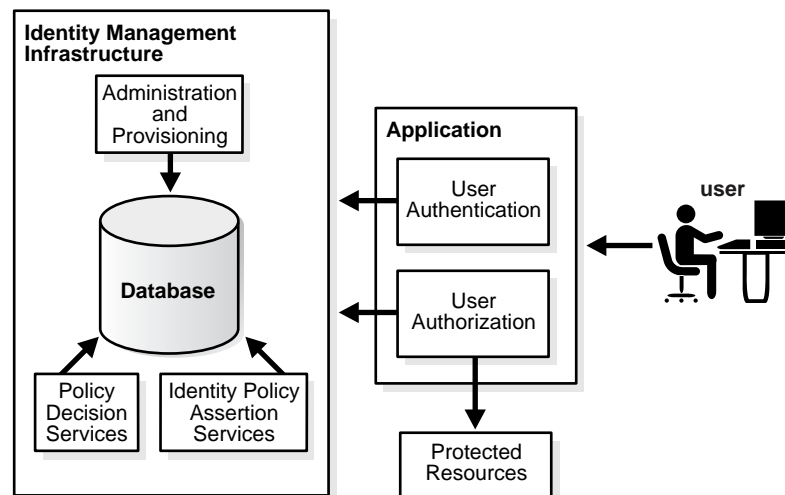 Identity Management
Infrastructure
Administration
and
Provisioning
Database
Policy
Decision
Services
Identity Policy
Assertion
Services
Application
User
Authentication
User
Authorization
Protected
Resources
user